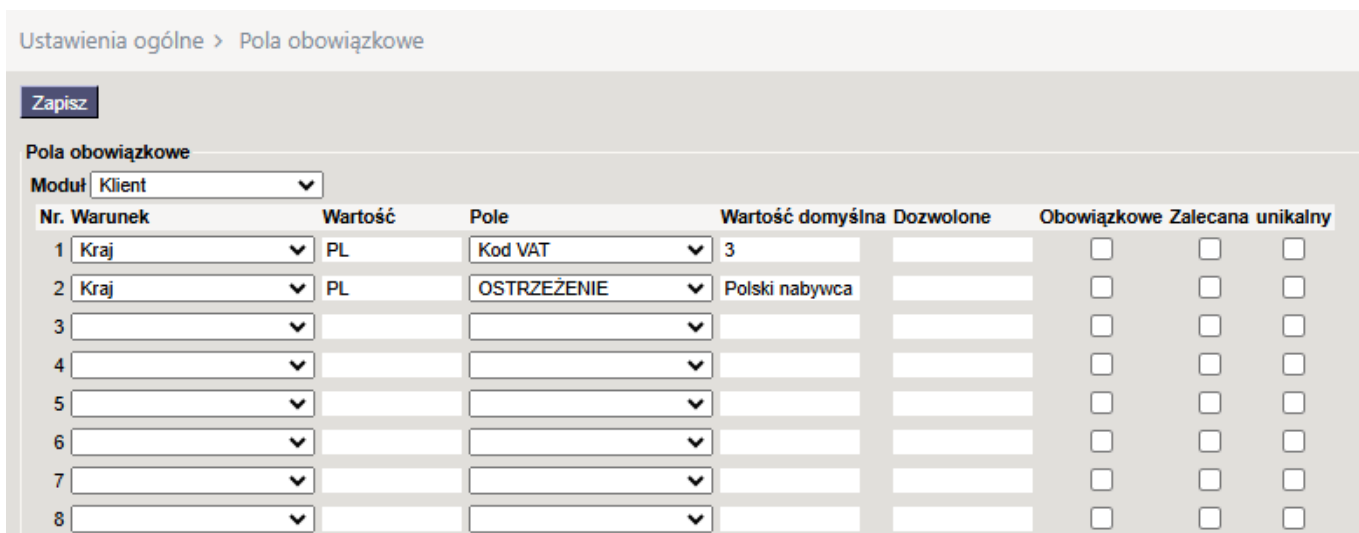 Ustawienia ogólne > Pola obowiązkowe
Zapisz
Pola obowiązkowe
Moduł Klient
Nr. Warunek Wartość Pole Wartość domyślna Dozwolone Obowiązkowe Zalecana unikalny
1 Kraj PL Kod VAT 3
2 Kraj PL OSTRZEŻENIE Polski nabywca
3
4
5
6
7
8